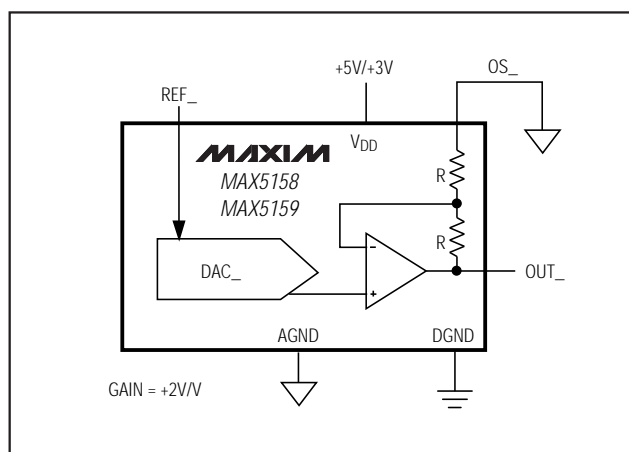 +5V/+3V
OS_
REF_
VDD
MAXIM
MAX5158
MAX5159
R
R
DAC_
−
+
OUT_
AGND
DGND
GAIN = +2V/V